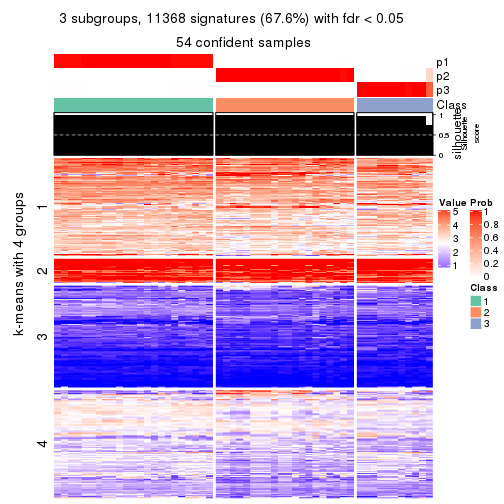 3 subgroups, 11368 signatures (67.6%) with fdr < 0.05
54 confident samples
p1
p2
p3
Class
silhouette
Silhouette
score
1
0.5
0
k-means with 4 groups
1
2
3
4
Value
5
4
3
2
1
Prob
1
0.8
0.6
0.4
0.2
0
Class
1
2
3